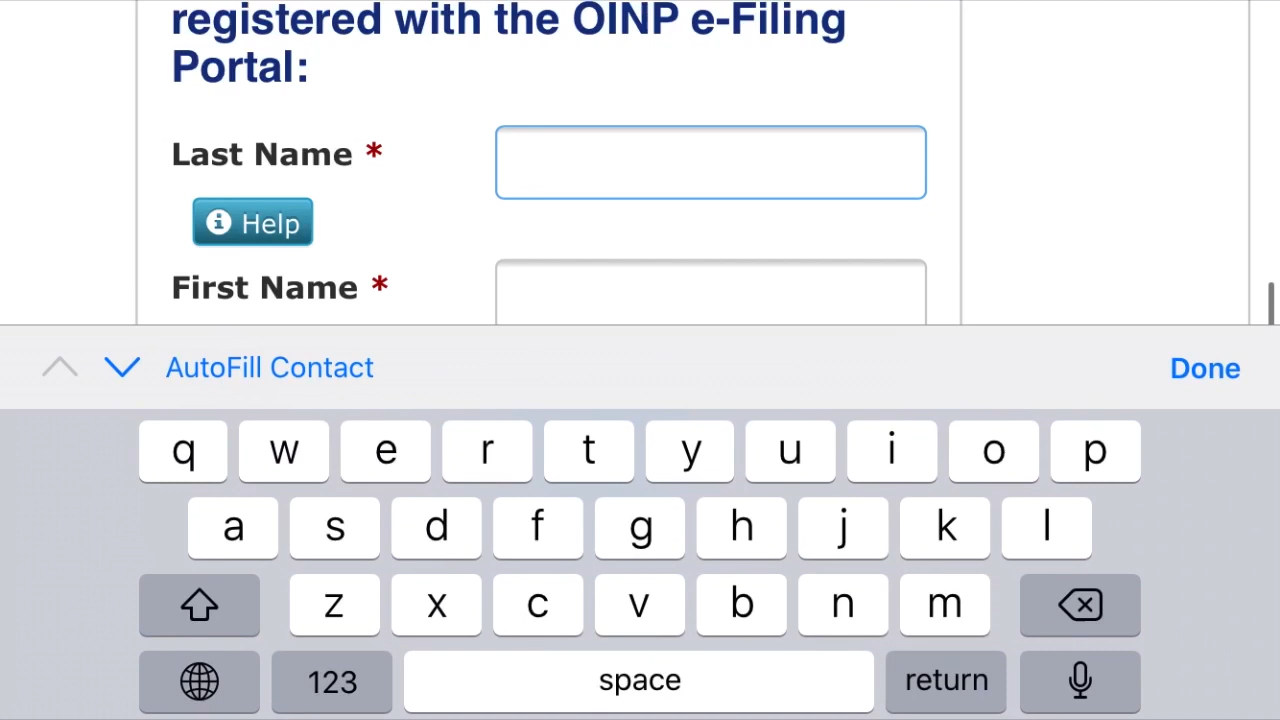 registered with the OINP e-Filing
Portal:
Last Name *
Help
First Name *
AutoFill Contact
Done
q w e r t y u i o p
a s d f g h j k l
z x c v b n m
123 space return